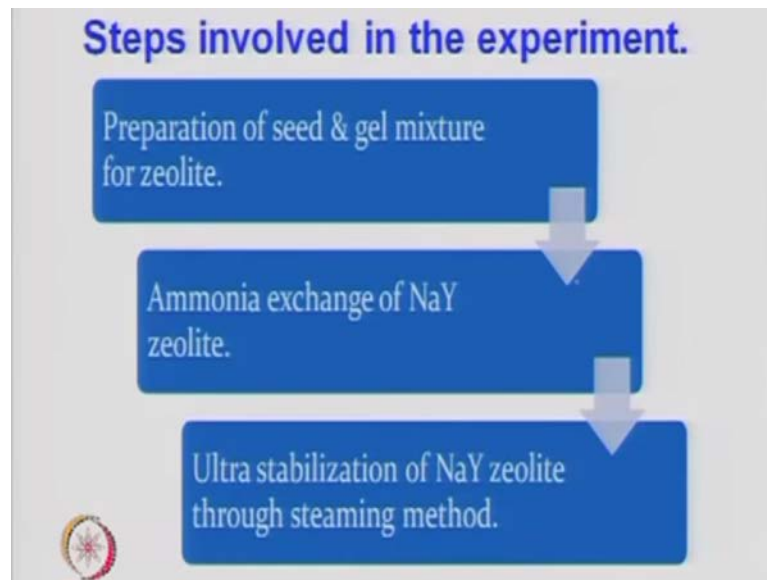 Steps involved in the experiment.
Preparation of seed & gel mixture
for zeolite.
Ammonia exchange of NaY
zeolite.
Ultra stabilization of NaY zeolite
through steaming method.